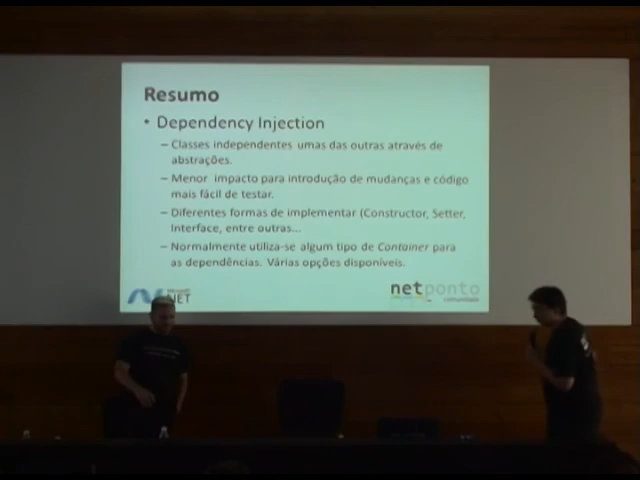 Resumo
• Dependency Injection
– Classes independentes umas das outras através de
abstrações.
– Menor impacto para introdução de mudanças e código
mais fácil de testar.
– Diferentes formas de implementar (Constructor, Setter,
Interface, entre outras...
– Normalmente utiliza-se algum tipo de Container para
as dependências. Várias opções disponíveis.
Microsoft
.NET
netponto
comunidade